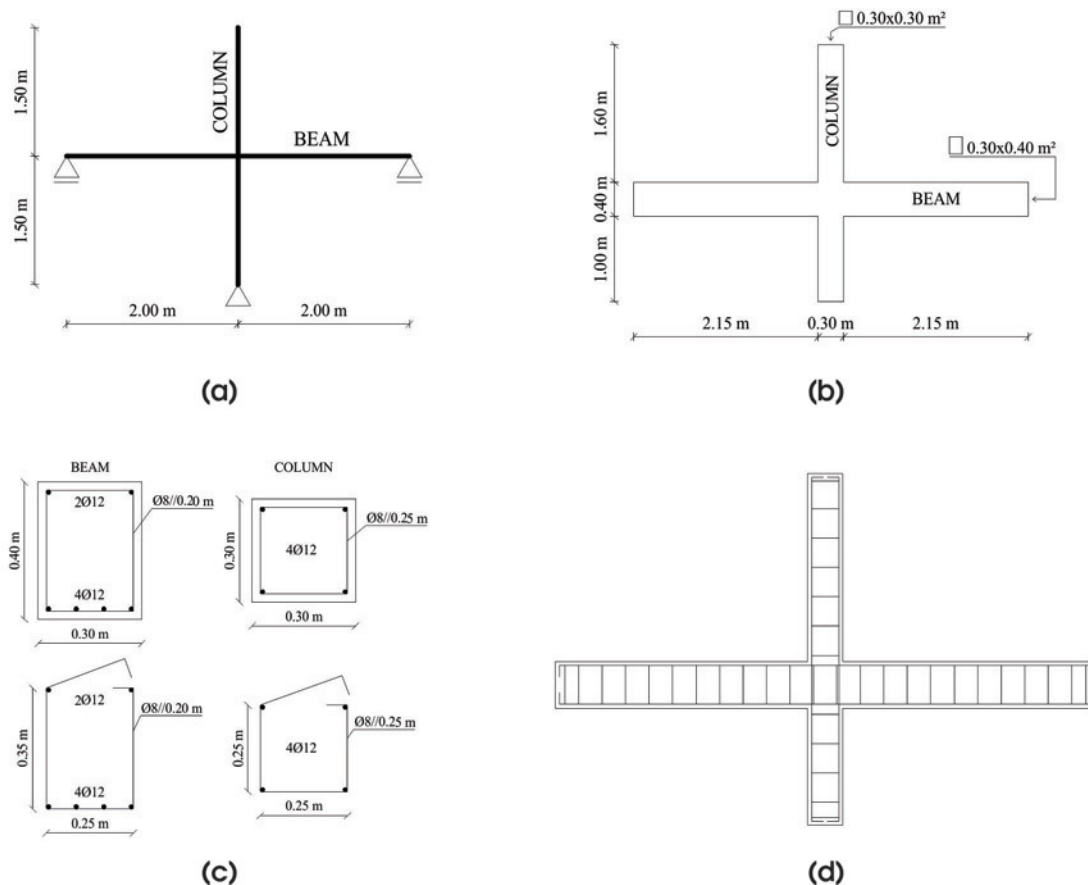 1.50 m
1.50 m
COLUMN
BEAM
2.00 m
2.00 m
(a)
0.30x0.30 m²
1.60 m
0.40 m
1.00 m
COLUMN
0.30x0.40 m²
BEAM
2.15 m
0.30 m
2.15 m
(b)
BEAM
2Ø12
Ø8//0.20 m
0.40 m
4Ø12
0.30 m
COLUMN
Ø8//0.25 m
0.30 m
4Ø12
0.30 m
2Ø12
Ø8//0.20 m
0.35 m
4Ø12
0.25 m
Ø8//0.25 m
0.25 m
4Ø12
0.25 m
(c)
(d)